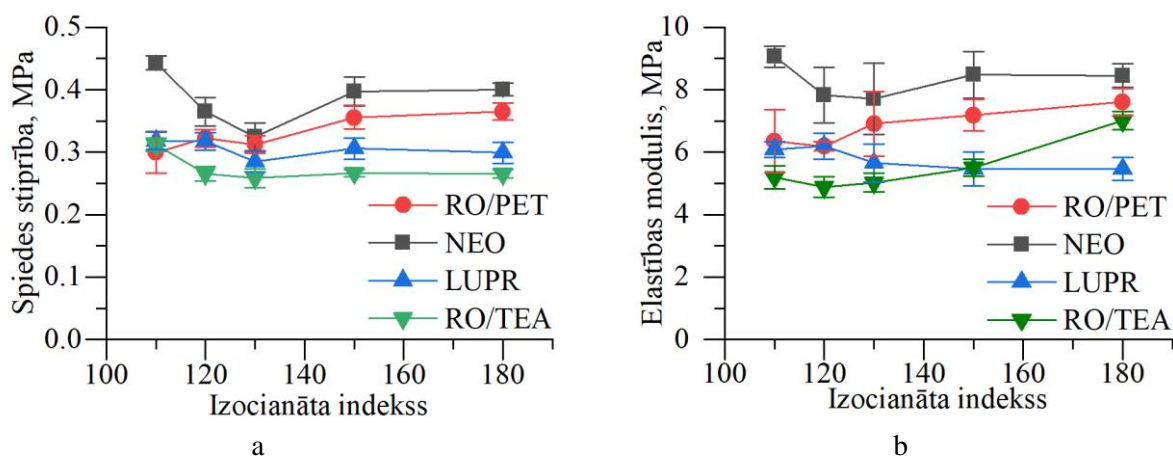 0.5
0.4
0.3
0.2
0.1
0.0
Spiedes stiprība, MPa
RO/PET
NEO
LUPR
RO/TEA
100 120 140 160 180
Izocianāta indekss
a
10
8
6
4
2
0
Elastības modulis, MPa
RO/PET
NEO
LUPR
RO/TEA
100 120 140 160 180
Izocianāta indekss
b